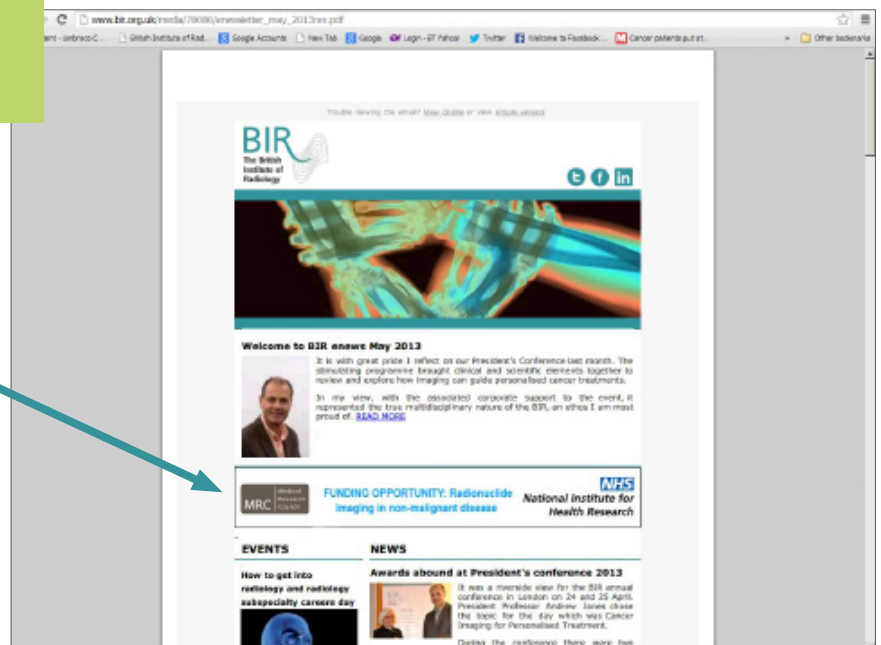 www.bir.org.uk/media/78080/enewsletter_may_2013rev.pdf
British Institute of Rad... Google Accounts New Tab Google Login - BT Yahoo! Twitter Welcome to Facebook... Cancer patients put at... Other bookmarks
Trouble viewing the email? View Online or view simple version
BIR
The British
Institute of
Radiology
Welcome to BIR enews May 2013
It is with great pride I reflect on our President's Conference last month. The
stimulating programme brought clinical and scientific elements together to
review and explore how imaging can guide personalised cancer treatments.
In my view, with the associated corporate support to the event, it
represented the true multidisciplinary nature of the BIR, an ethos I am most
proud of. READ MORE
MRC Medical
Research
Council
FUNDING OPPORTUNITY: Radionuclide
imaging in non-malignant disease
NHS
National Institute for
Health Research
EVENTS
How to get into
radiology and radiology
subspecialty careers day
NEWS
Awards abound at President's conference 2013
It was a riverside view for the BIR annual
conference in London on 24 and 25 April.
President Professor Andrew Jones chose
the topic for the day which was Cancer
Imaging for Personalised Treatment.
During the conference there were two